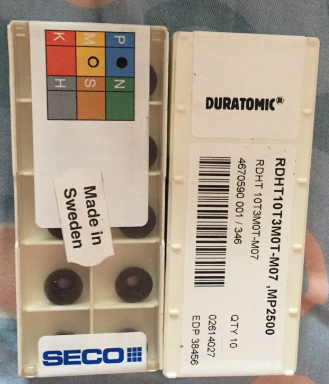 P
N
M
S
K
H
Made in
Sweden
SECO
DURATOMIC®
RDHT10T3M0T-M07 ,MP2500
RDHT 10T3M0T-M07
4670590 001 / 346
QTY 10
02614027
EDP 38456